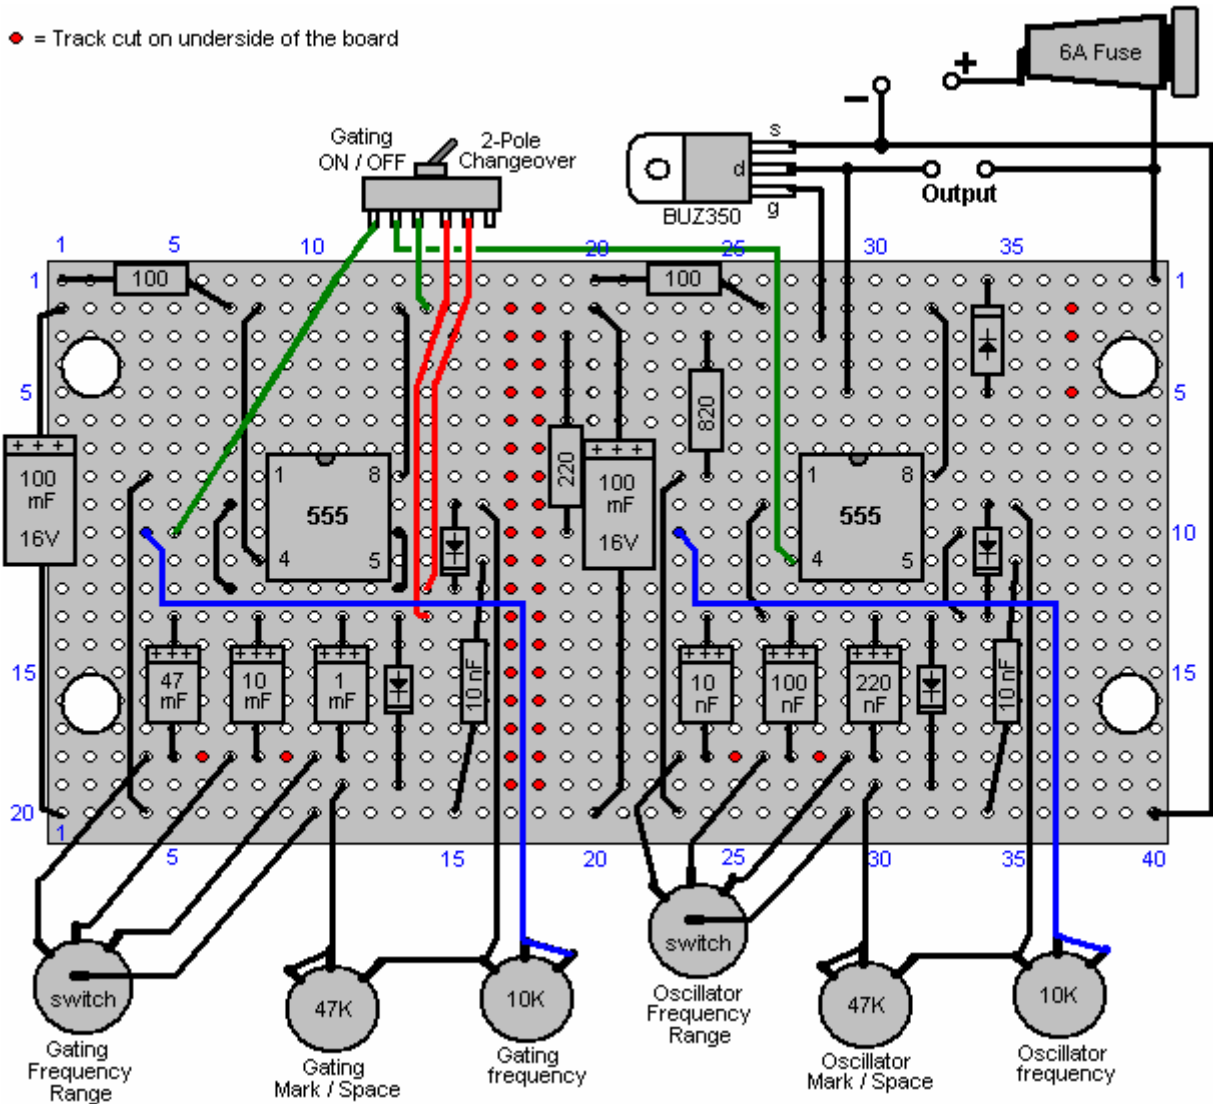 = Track cut on underside of the board
6A Fuse
+
−
Gating
ON / OFF
2-Pole
Changeover
s
d
g
BUZ350
Output
1 5 10 20 25 30 35
1 100 100 1
5 5
820
220
100
mF
16V
1 8
555
4 5
100
mF
16V
1 8
555
4 5
10 10
+ + +
+ + +
15 15
+++
47
mF
+++
10
mF
+++
1
mF
10 nF
+++
10
nF
+++
100
nF
+++
220
nF
10 nF
20
1
5 15 20 25 30 35 40
switch
Gating
Frequency
Range
47K
Gating
Mark / Space
10K
Gating
frequency
switch
Oscillator
Frequency
Range
47K
Oscillator
Mark / Space
10K
Oscillator
frequency